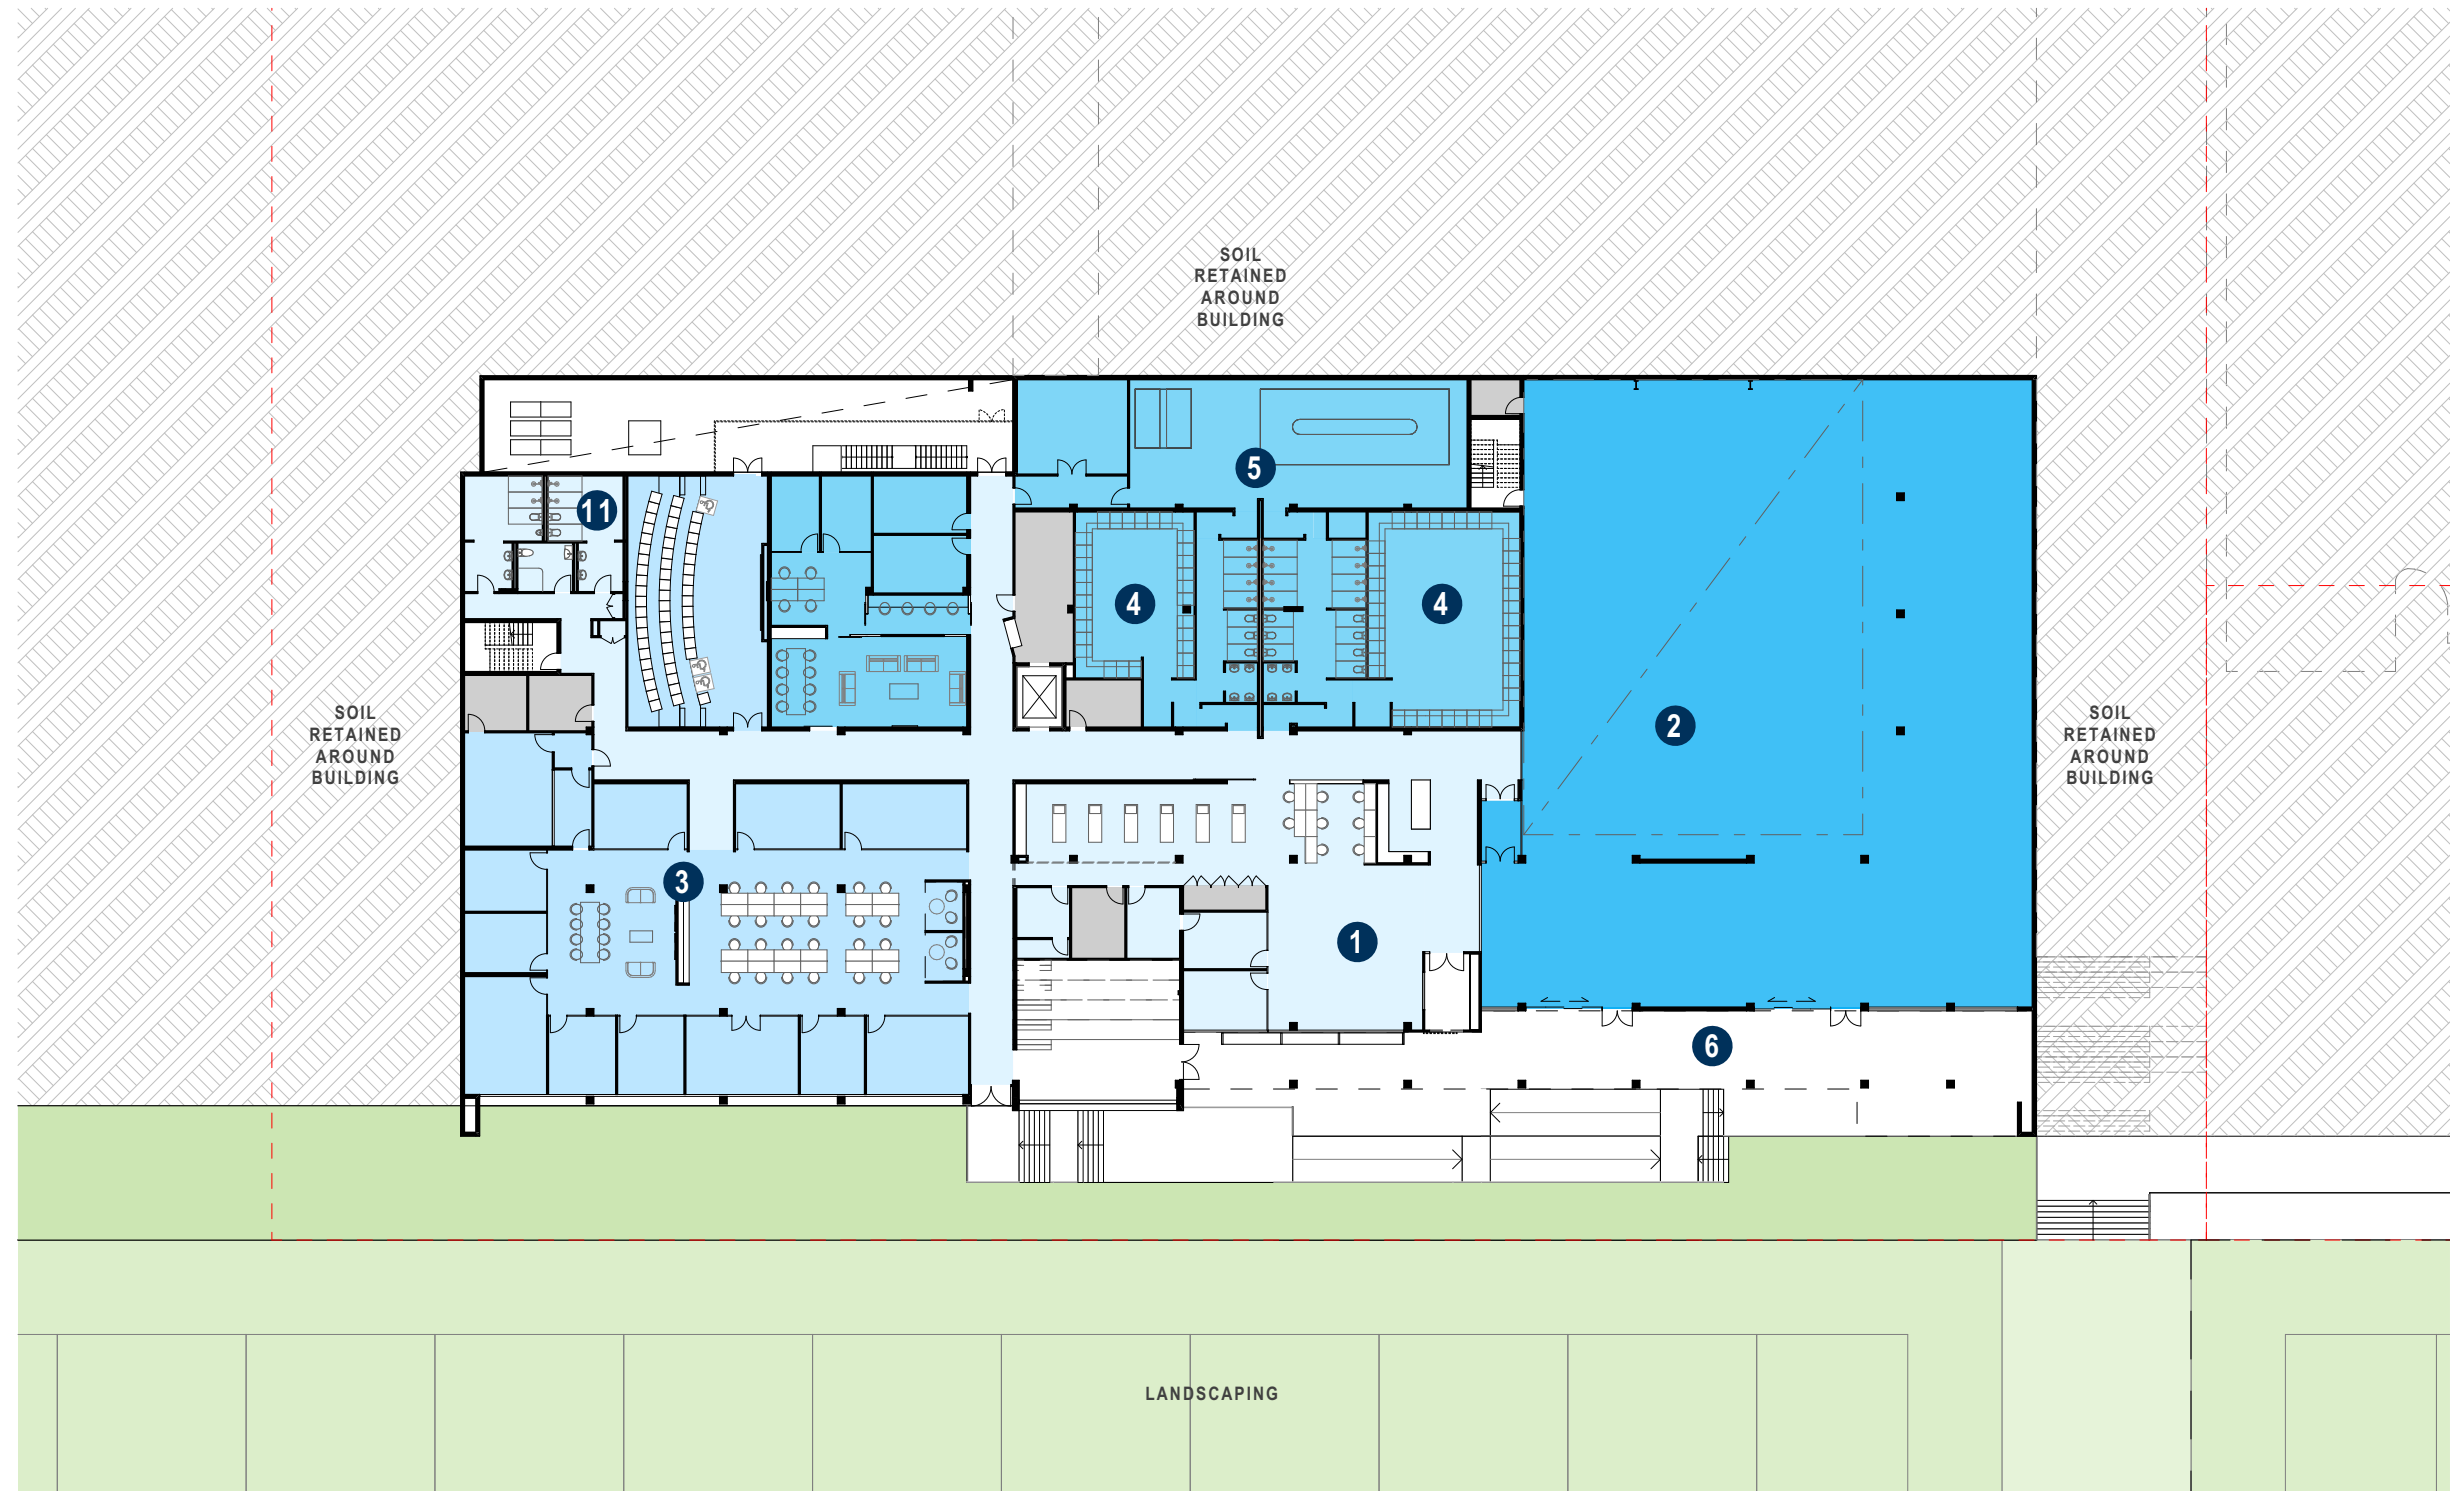 SOIL
RETAINED
AROUND
BUILDING
5
11
4
4
SOIL
RETAINED
AROUND
BUILDING
2
SOIL
RETAINED
AROUND
BUILDING
3
1
6
LANDSCAPING